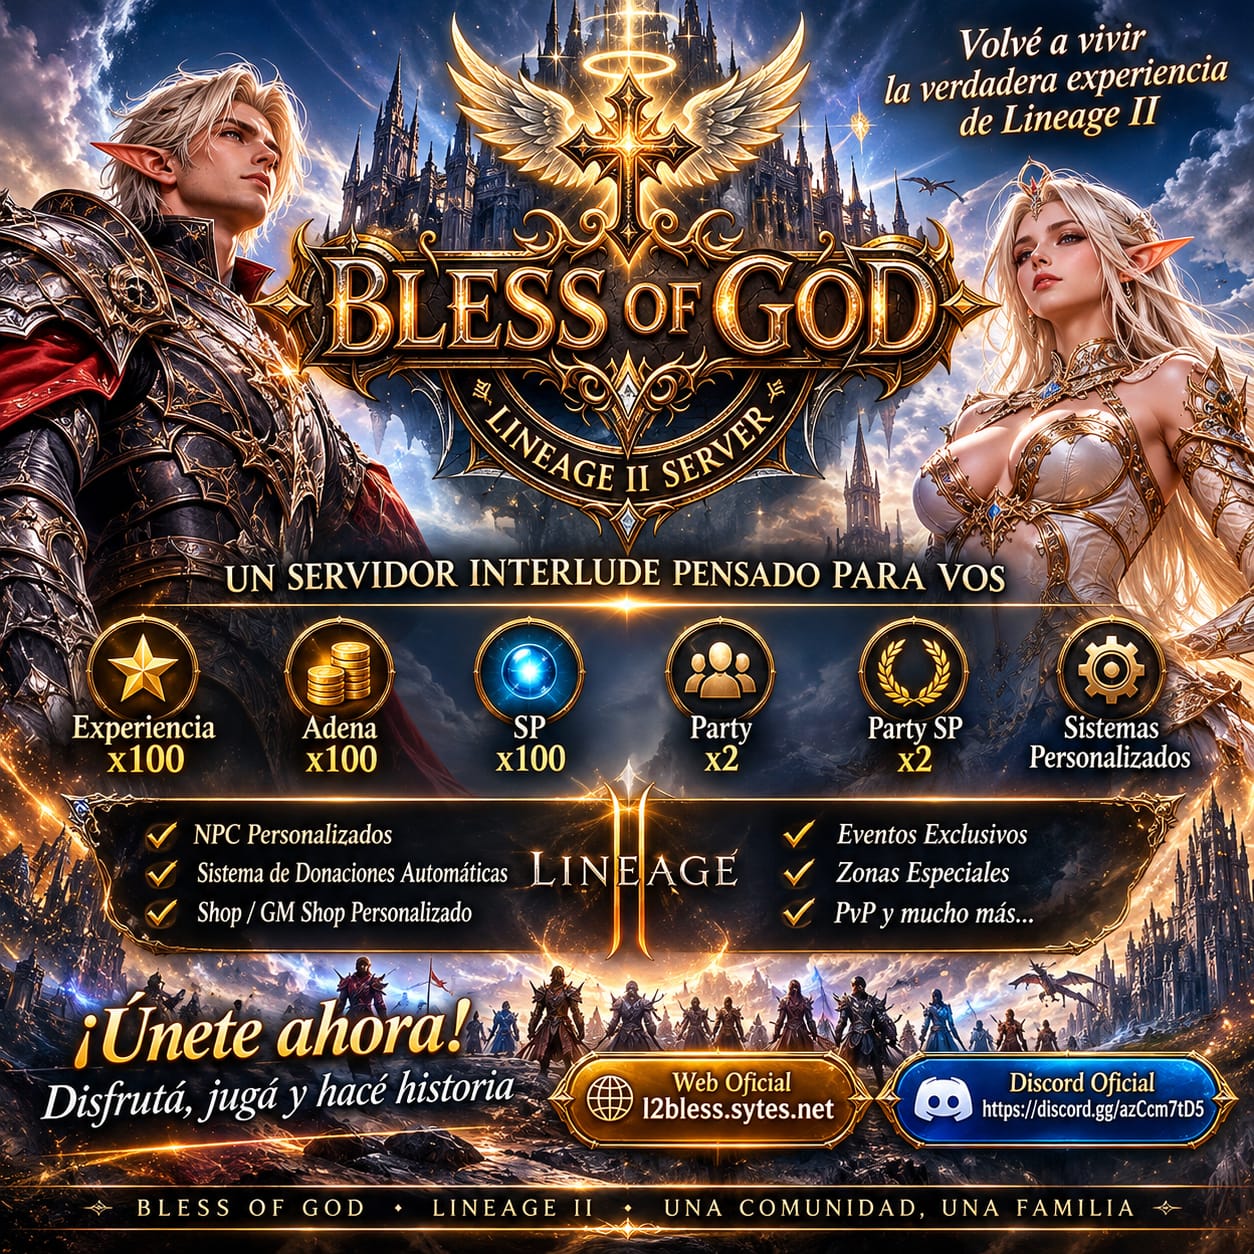 Volvé a vivir
la verdadera experiencia
de Lineage II
BLESS OF GOD
LINEAGE II SERVER
UN SERVIDOR INTERLUDE PENSADO PARA VOS
Experiencia
x100
Adena
x100
SP
x100
Party
x2
Party SP
x2
Sistemas
Personalizados
NPC Personalizados
Sistema de Donaciones Automáticas
Shop / GM Shop Personalizado
LINEAGE II
Eventos Exclusivos
Zonas Especiales
PvP y mucho más...
¡Únete ahora!
Disfrutá, jugá y hacé historia
Web Oficial
l2bless.sytes.net
Discord Oficial
https://discord.gg/azCcm7tD5
BLESS OF GOD • LINEAGE II • UNA COMUNIDAD, UNA FAMILIA